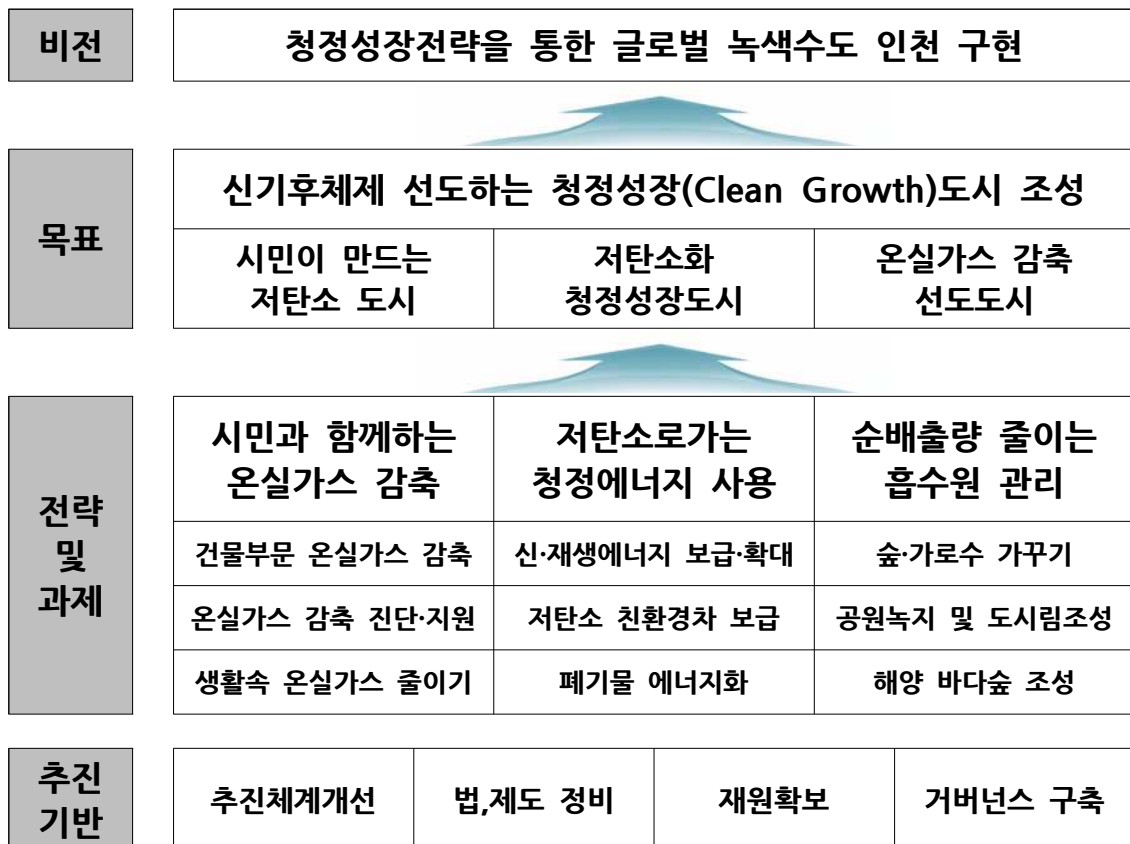 비전
청정성장전략을 통한 글로벌 녹색수도 인천 구현
목표
신기후체제 선도하는 청정성장(Clean Growth)도시 조성
시민이 만드는
저탄소 도시
저탄소화
청정성장도시
온실가스 감축
선도도시
전략
및
과제
시민과 함께하는
온실가스 감축
저탄소로가는
청정에너지 사용
순배출량 줄이는
흡수원 관리
건물부문 온실가스 감축
신·재생에너지 보급·확대
숲·가로수 가꾸기
온실가스 감축 진단·지원
저탄소 친환경차 보급
공원녹지 및 도시림조성
생활속 온실가스 줄이기
폐기물 에너지화
해양 바다숲 조성
추진
기반
추진체계개선
법,제도 정비
재원확보
거버넌스 구축